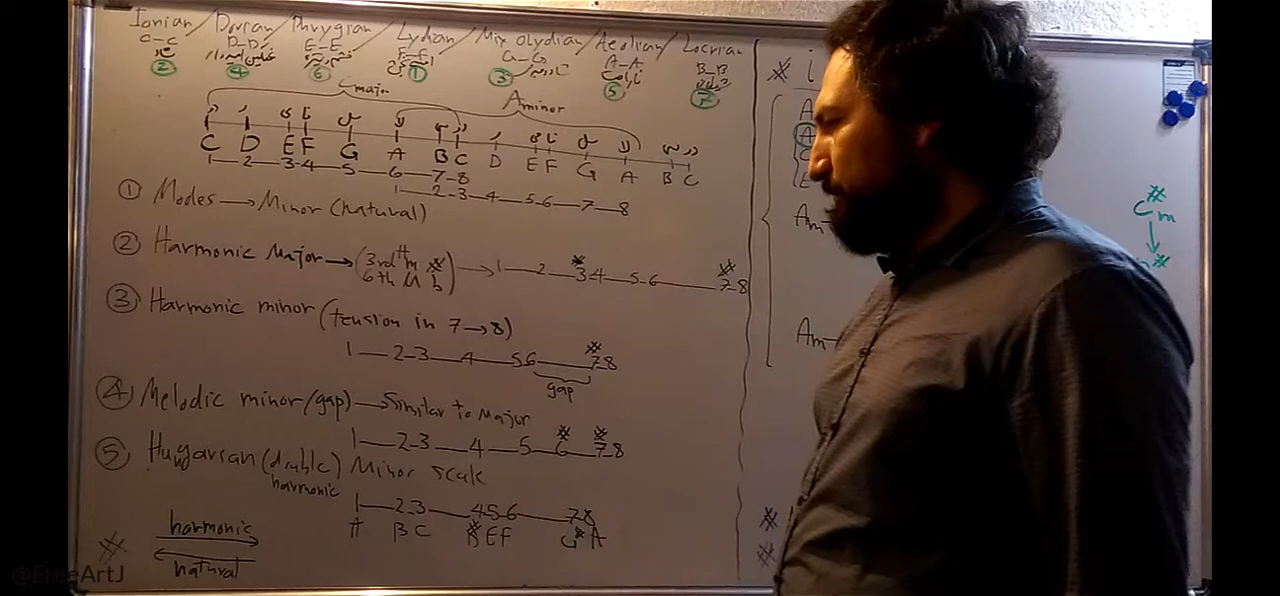 Ionian / Dorian / Phrygian / Lydian / Mixolydian / Aeolian / Locrian
C-C D-D E-E F-F G-G A-A B-B
② ④ ⑥ ① ③ ⑤ ⑦
Cmajor Aminor
C D E F G A B C D E F G A B C
1—2—3-4—5—6—7-8
1—2-3—4—5-6—7—8
① Modes → Minor (natural)
② Harmonic Major → (3rd m #
6th M b) → 1—2—3-4—5-6—7-8
③ Harmonic minor (tension in 7→8)
1—2-3—4—5 6—7-8
gap
④ Melodic minor (gap) → Similar to Major
1—2-3—4—5—6—7-8
⑤ Hungarian (double) Minor scale
harmonic
1—2-3—4-5-6—7-8
A B C EF G# A
harmonic
natural
i
Am
Am
C#m
@FreeArtJ